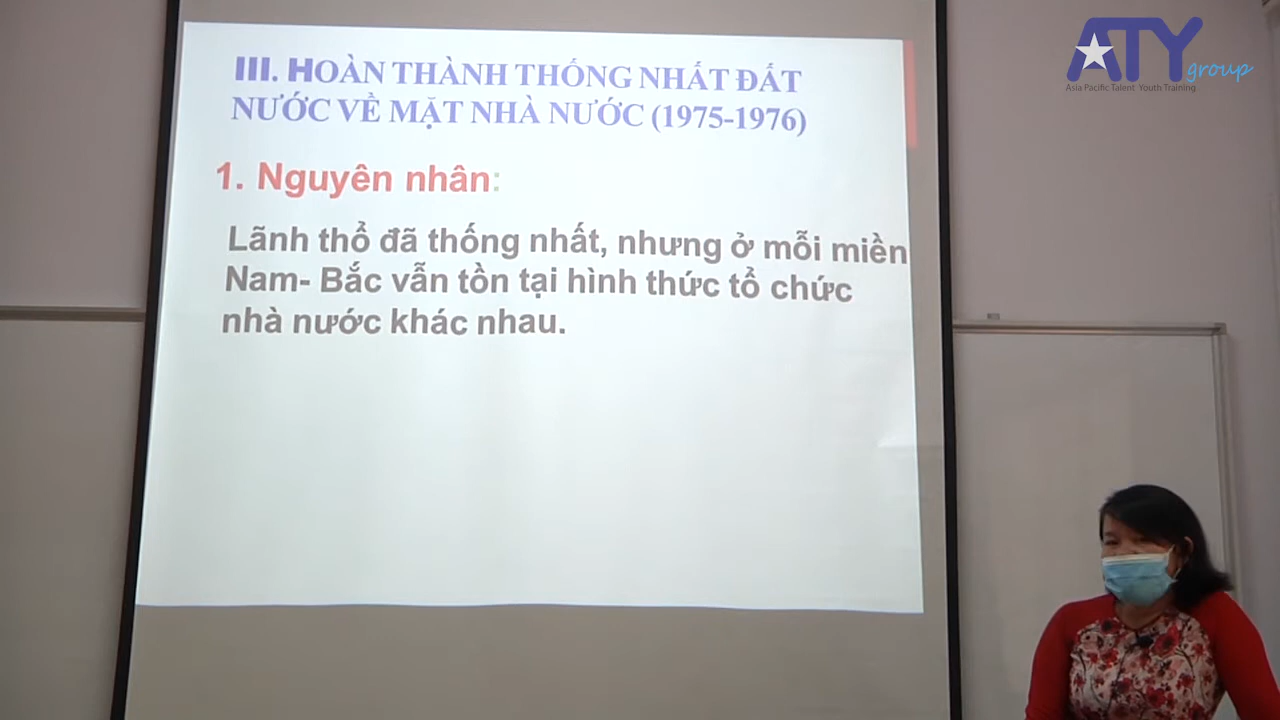 ATY
group
Asia Pacific Talent Youth Training
III. HOÀN THÀNH THỐNG NHẤT ĐẤT
NƯỚC VỀ MẶT NHÀ NƯỚC (1975-1976)
1. Nguyên nhân:
Lãnh thổ đã thống nhất, nhưng ở mỗi miền
Nam- Bắc vẫn tồn tại hình thức tổ chức
nhà nước khác nhau.